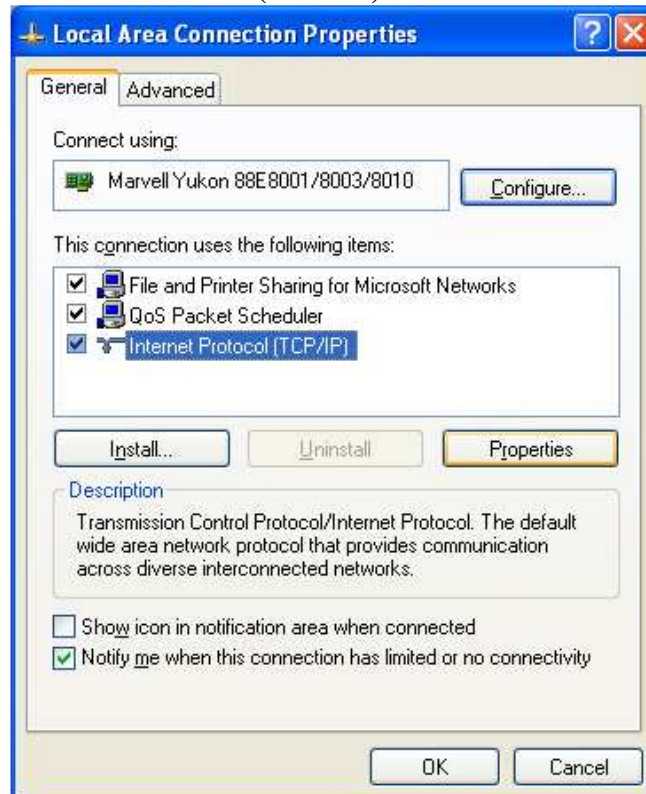 Local Area Connection Properties
General
Advanced
Connect using:
Marvell Yukon 88E8001/8003/8010
Configure...
This connection uses the following items:
File and Printer Sharing for Microsoft Networks
QoS Packet Scheduler
Internet Protocol (TCP/IP)
Install...
Uninstall
Properties
Description
Transmission Control Protocol/Internet Protocol. The default
wide area network protocol that provides communication
across diverse interconnected networks.
Show icon in notification area when connected
Notify me when this connection has limited or no connectivity
OK
Cancel